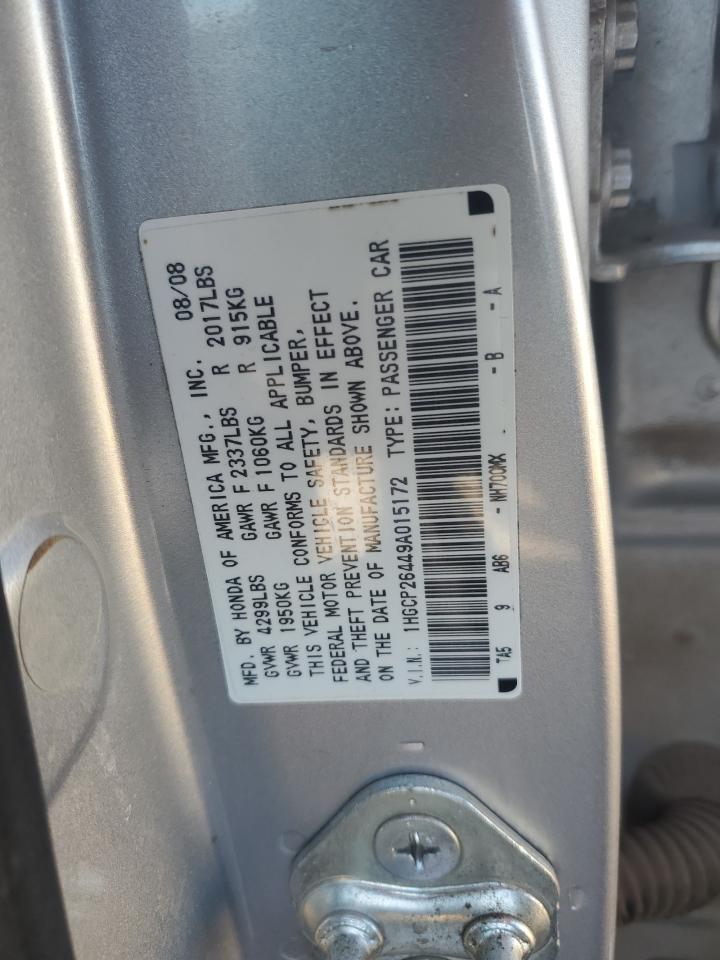 MFD. BY HONDA OF AMERICA MFG., INC. 08/08
GVWR 4299LBS GAWR F 2337LBS R 2017LBS
GVWR 1950KG GAWR F 1060KG R 915KG
THIS VEHICLE CONFORMS TO ALL APPLICABLE
FEDERAL MOTOR VEHICLE SAFETY, BUMPER,
AND THEFT PREVENTION STANDARDS IN EFFECT
ON THE DATE OF MANUFACTURE SHOWN ABOVE.
V.I.N.: 1HGCP26449A015172 TYPE: PASSENGER CAR
TA5 9 AB6 - NH700MX - - B - A